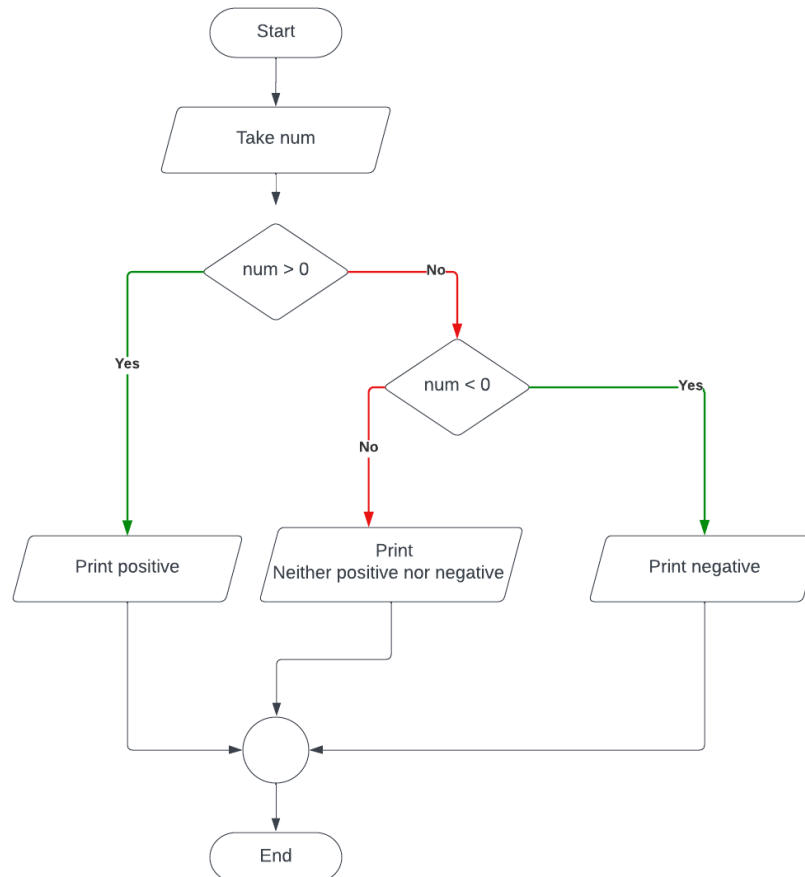 Start
Take num
num > 0
No
Yes
num < 0
Yes
No
Print positive
Print
Neither positive nor negative
Print negative
End